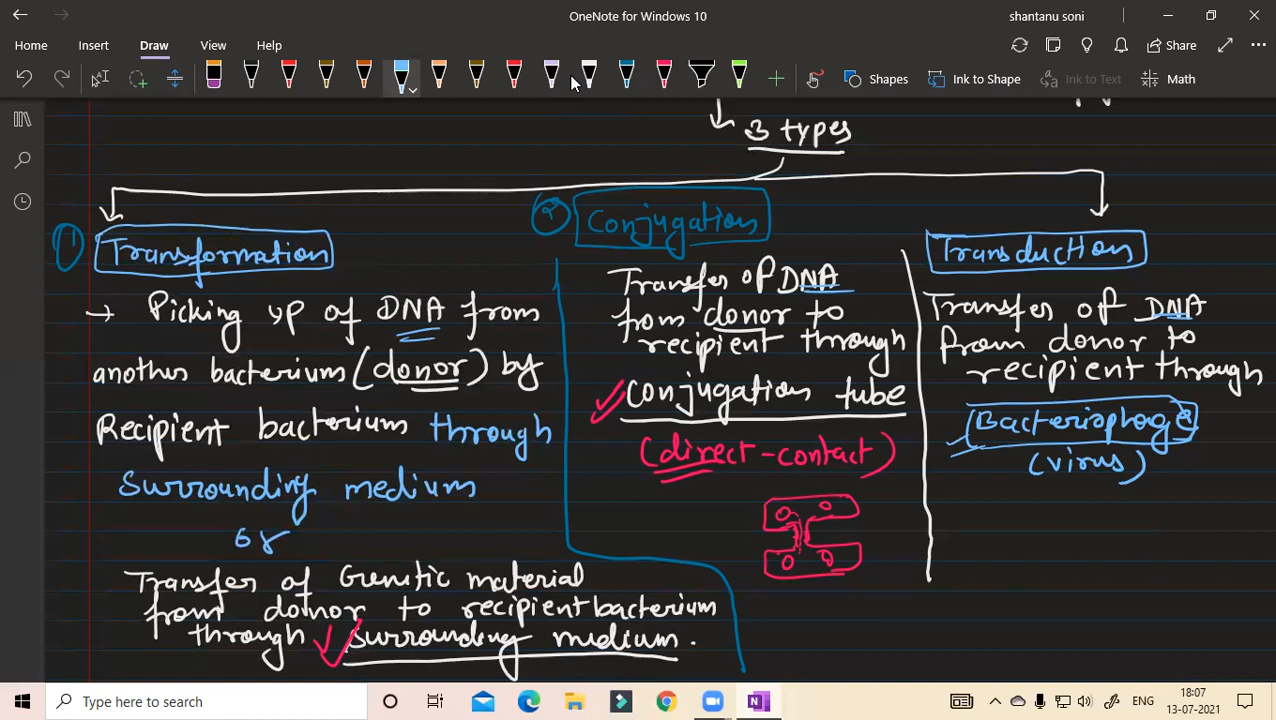 OneNote for Windows 10
shantanu soni
Home Insert Draw View Help
Share
Shapes
Ink to Shape
Ink to Text
Math
3 types
① Transformation
→ Picking up of DNA from
another bacterium (donor) by
Recipient bacterium through
Surrounding medium
or
Transfer of Grenitic material
from donor to recipient bacterium
through surrounding medium.
② Conjugation
Transfer of DNA
from donor to
recipient through
Conjugation tube
(direct-contact)
Transduction
Transfer of DNA
from donor to
recipient through
Bacteriophage
(virus)
Type here to search
ENG
18:07
13-07-2021